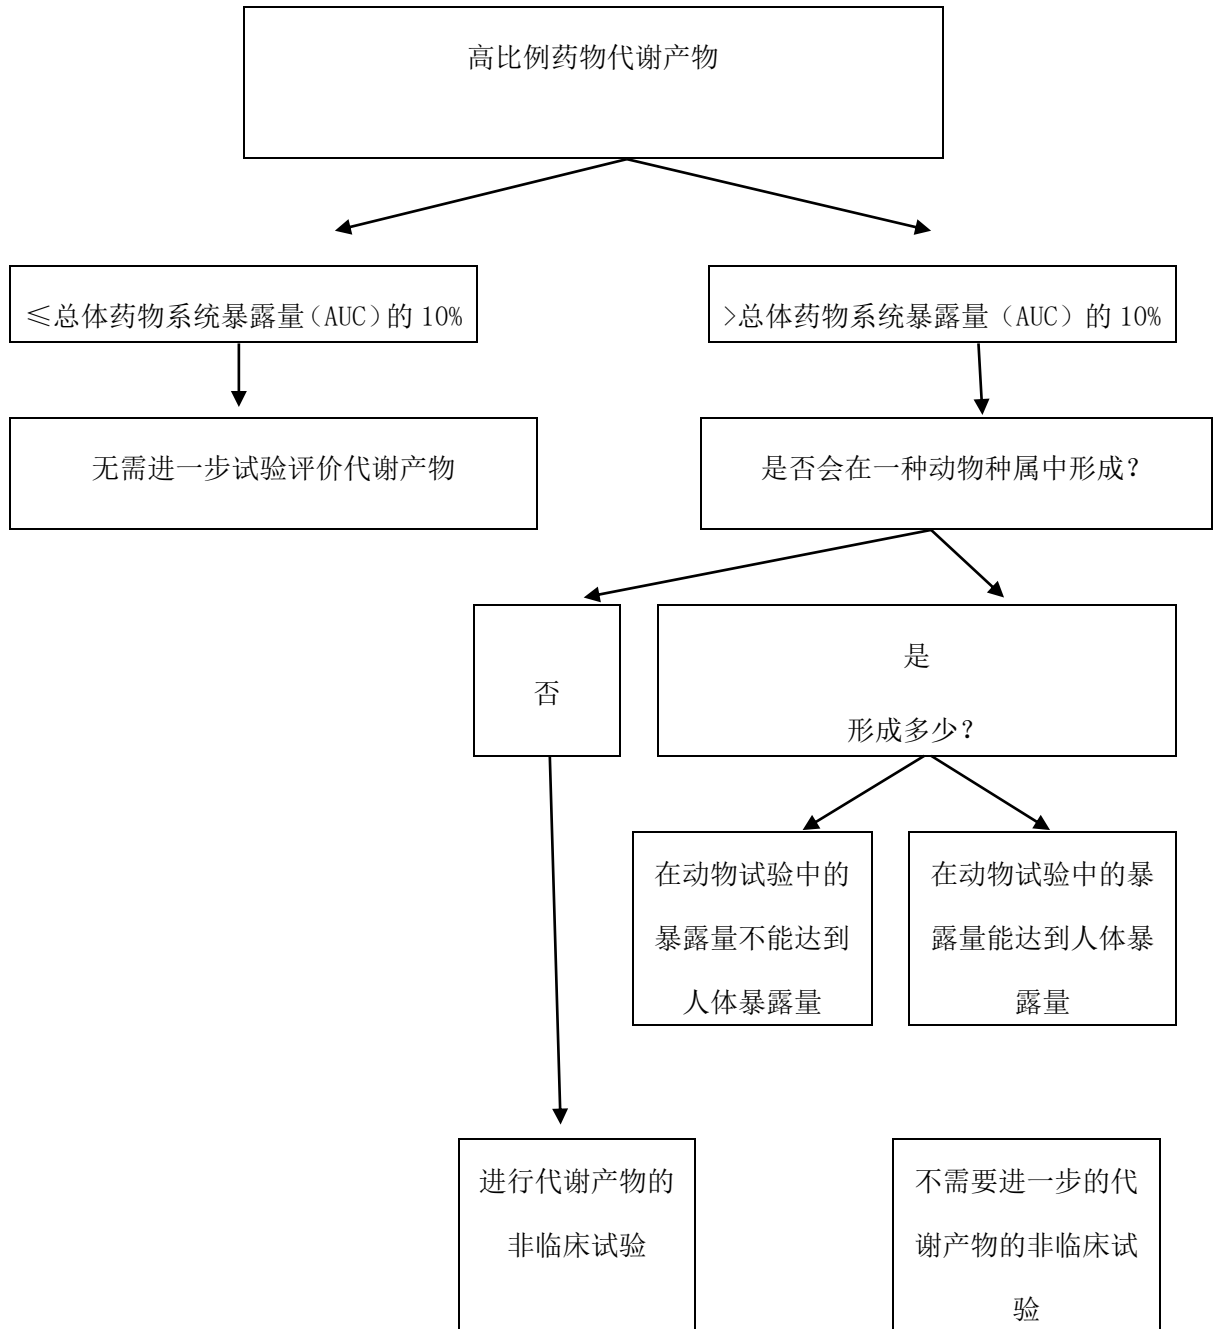 高比例药物代谢产物
≤总体药物系统暴露量（AUC）的 10%
>总体药物系统暴露量（AUC）的 10%
无需进一步试验评价代谢产物
是否会在一种动物种属中形成？
否
是
形成多少？
在动物试验中的
暴露量不能达到
人体暴露量
在动物试验中的暴
露量能达到人体暴
露量
进行代谢产物的
非临床试验
不需要进一步的代
谢产物的非临床试
验